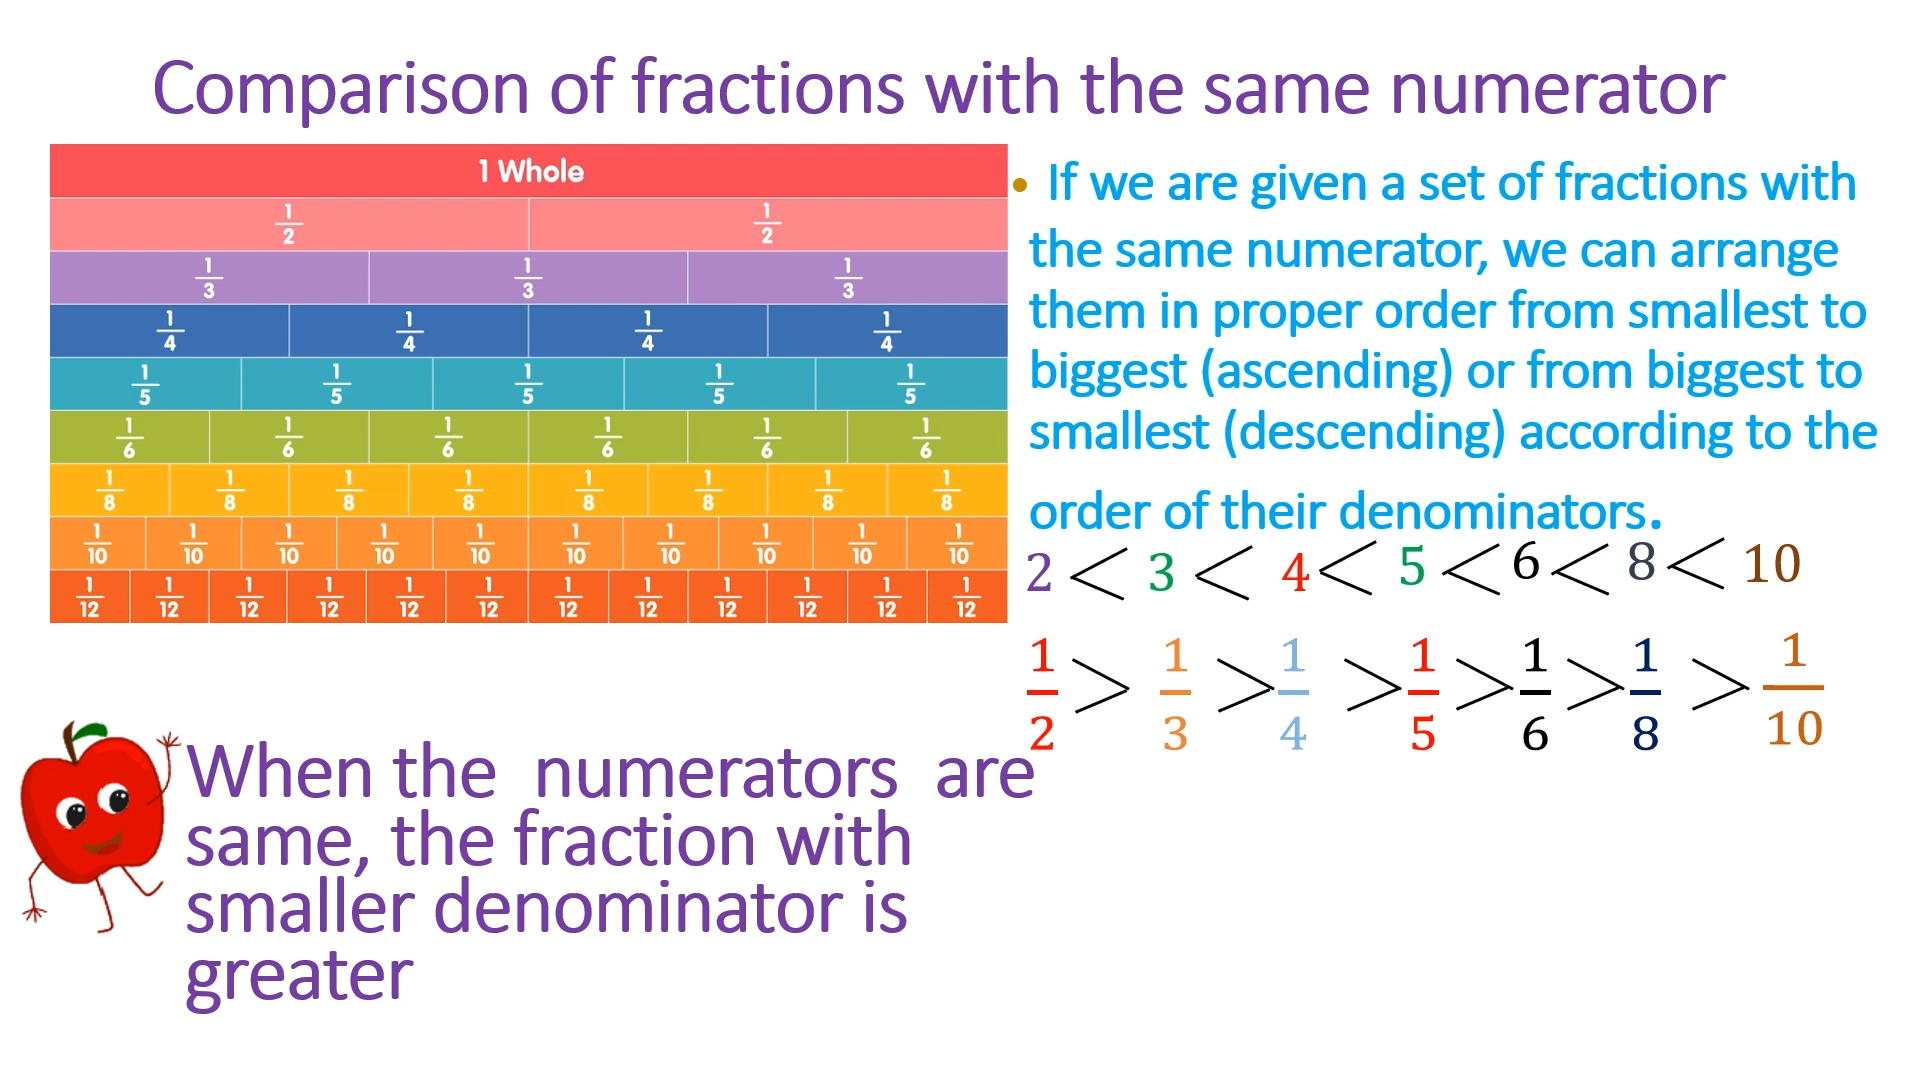 Comparison of fractions with the same numerator
1 Whole
1/2 1/2
1/3 1/3 1/3
1/4 1/4 1/4 1/4
1/5 1/5 1/5 1/5 1/5
1/6 1/6 1/6 1/6 1/6 1/6
1/8 1/8 1/8 1/8 1/8 1/8 1/8 1/8
1/10 1/10 1/10 1/10 1/10 1/10 1/10 1/10 1/10 1/10
1/12 1/12 1/12 1/12 1/12 1/12 1/12 1/12 1/12 1/12 1/12 1/12
• If we are given a set of fractions with
the same numerator, we can arrange
them in proper order from smallest to
biggest (ascending) or from biggest to
smallest (descending) according to the
order of their denominators.
2 < 3 < 4 < 5 < 6 < 8 < 10
1/2 > 1/3 > 1/4 > 1/5 > 1/6 > 1/8 > 1/10
When the numerators are
same, the fraction with
smaller denominator is
greater